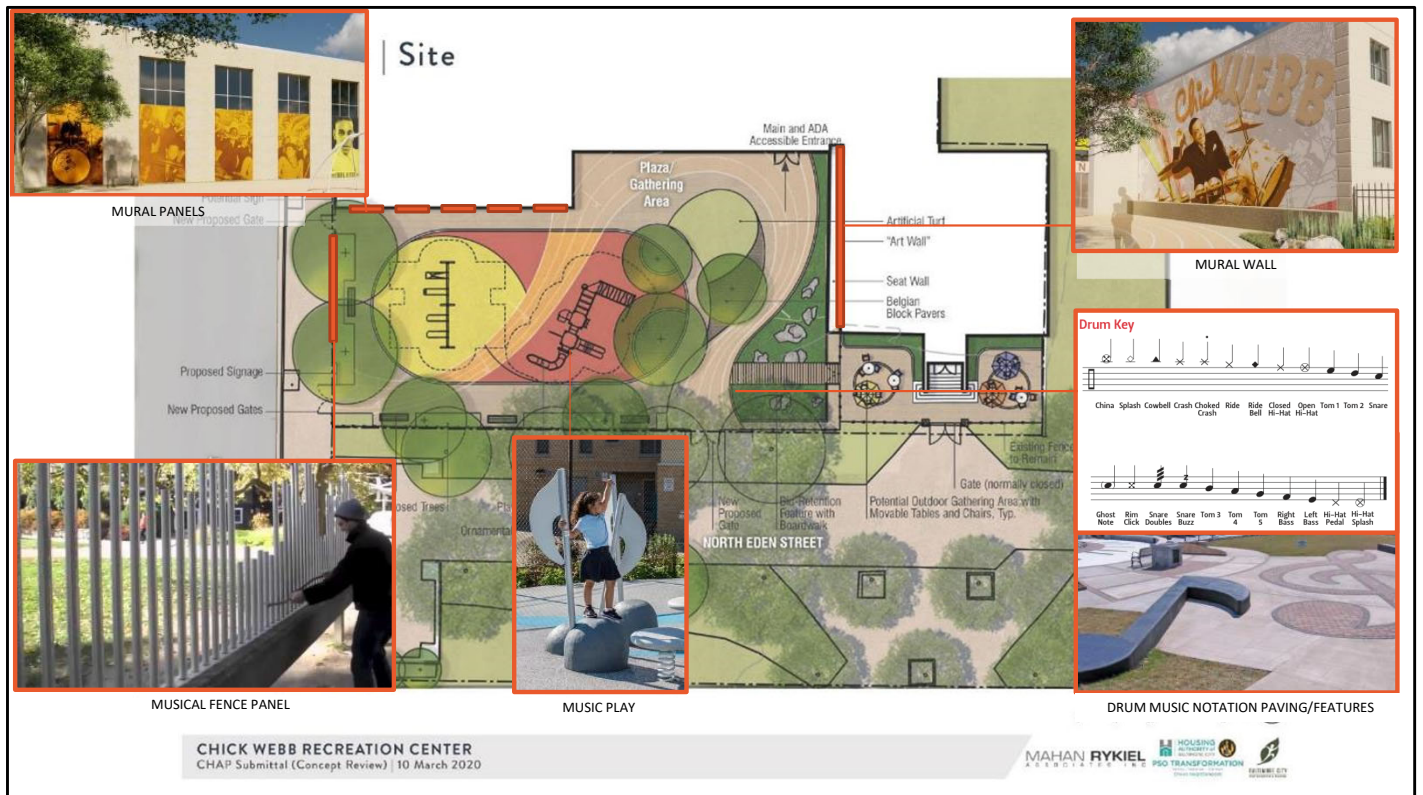 Site
MURAL PANELS
Chick WEBB
MURAL WALL
Main and ADA
Accessible Entrance
Plaza/
Gathering
Area
Potential Sign
New Proposed Gate
Artificial Turf
"Art Wall"
Seat Wall
Belgian
Block Pavers
Proposed Signage
New Proposed Gates
Drum Key
China Splash Cowbell Crash Choked Crash Ride Ride Bell Closed Hi-Hat Open Hi-Hat Tom 1 Tom 2 Snare
Ghost Note Rim Click Snare Doubles Snare Buzz Tom 3 Tom 4 Tom 5 Right Bass Left Bass Hi-Hat Pedal Hi-Hat Splash
Existing Fence
to Remain
Gate (normally closed)
Potential Outdoor Gathering Area with
Movable Tables and Chairs, Typ.
New
Proposed
Gate
Bio-Retention
Feature with
Boardwalk
NORTH EDEN STREET
osed Trees
Ornamental
MUSICAL FENCE PANEL
MUSIC PLAY
DRUM MUSIC NOTATION PAVING/FEATURES
CHICK WEBB RECREATION CENTER
CHAP Submittal (Concept Review) | 10 March 2020
MAHAN RYKIEL
ASSOCIATES INC
HOUSING
AUTHORITY of
BALTIMORE CITY
PSO TRANSFORMATION
BALTIMORE CITY